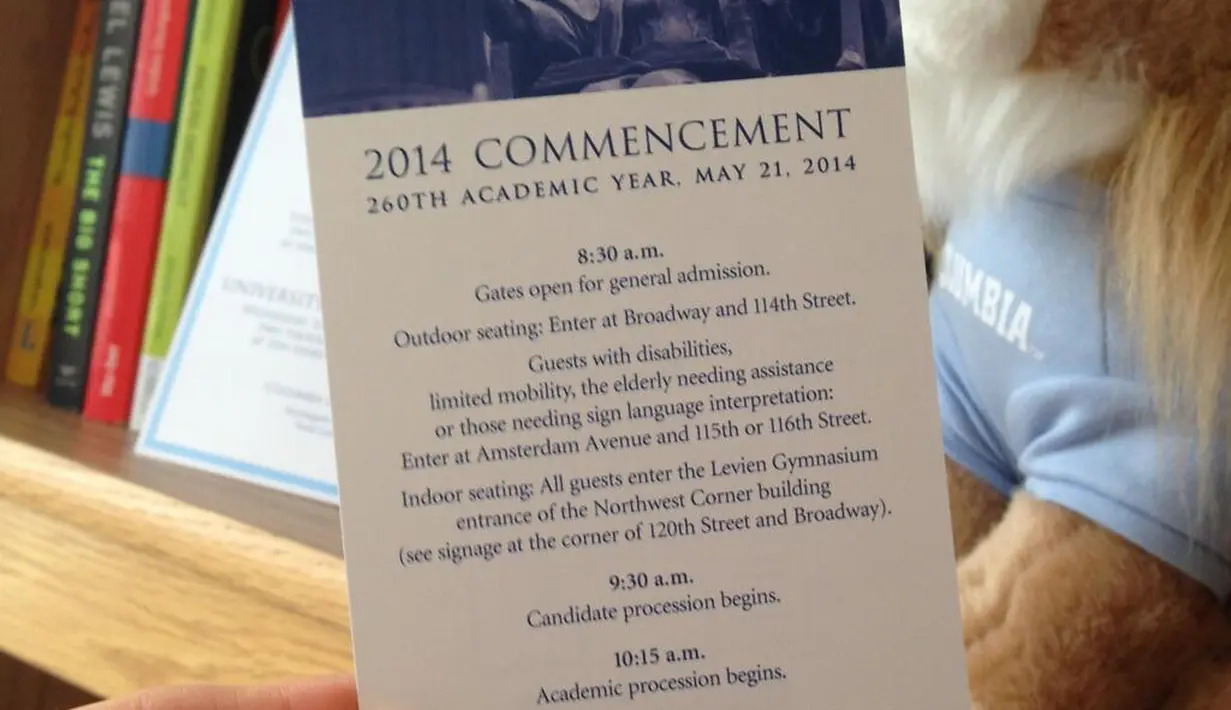 2014 COMMENCEMENT
260TH ACADEMIC YEAR, MAY 21, 2014
8:30 a.m.
Gates open for general admission.
Outdoor seating: Enter at Broadway and 114th Street.
Guests with disabilities,
limited mobility, the elderly needing assistance
or those needing sign language interpretation:
Enter at Amsterdam Avenue and 115th or 116th Street.
Indoor seating: All guests enter the Levien Gymnasium
entrance of the Northwest Corner building
(see signage at the corner of 120th Street and Broadway).
9:30 a.m.
Candidate procession begins.
10:15 a.m.
Academic procession begins.
EL LEWIS THE BIG SHORT
UNIVERSIT
UMBIA